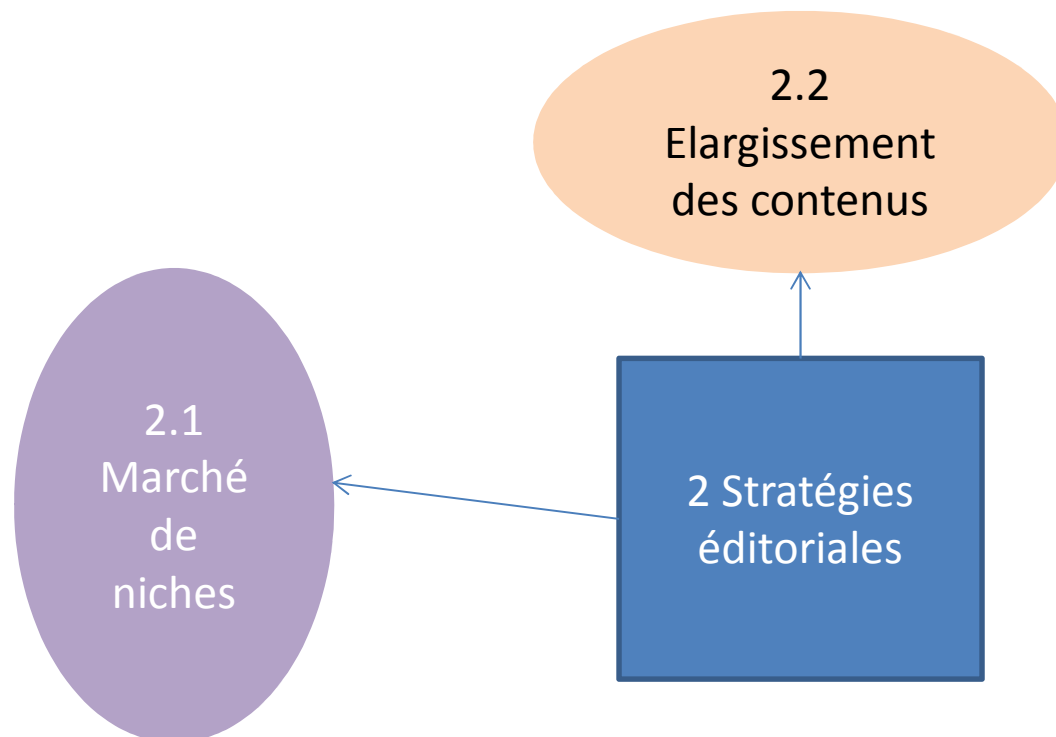 2.2
Elargissement
des contenus
2.1
Marché
de
niches
2 Stratégies
éditoriales